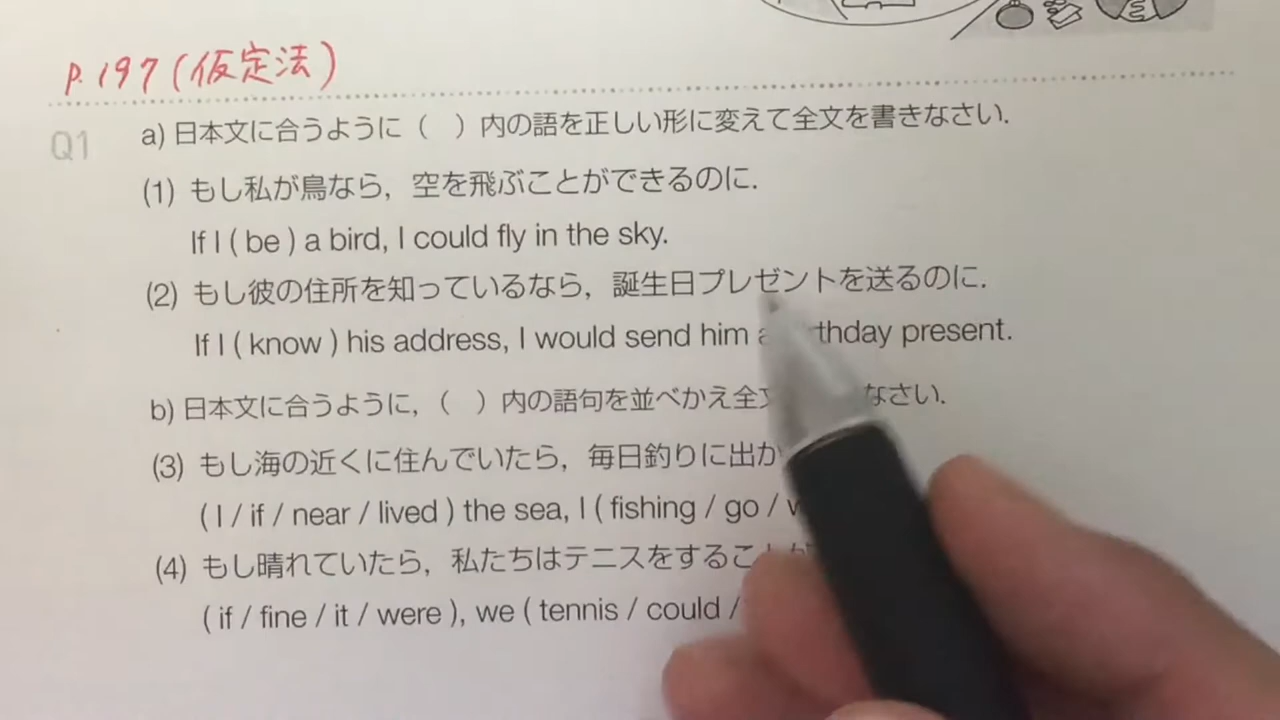 P.197(仮定法)
Q1 a) 日本文に合うように( )内の語を正しい形に変えて全文を書きなさい.
(1) もし私が鳥なら,空を飛ぶことができるのに.
If I ( be ) a bird, I could fly in the sky.
(2) もし彼の住所を知っているなら,誕生日プレゼントを送るのに.
If I ( know ) his address, I would send him a thday present.
b) 日本文に合うように,( )内の語句を並べかえ全 なさい.
(3) もし海の近くに住んでいたら,毎日釣りに出か
( I / if / near / lived ) the sea, I ( fishing / go /
(4) もし晴れていたら,私たちはテニスをするこ
( if / fine / it / were ), we ( tennis / could /